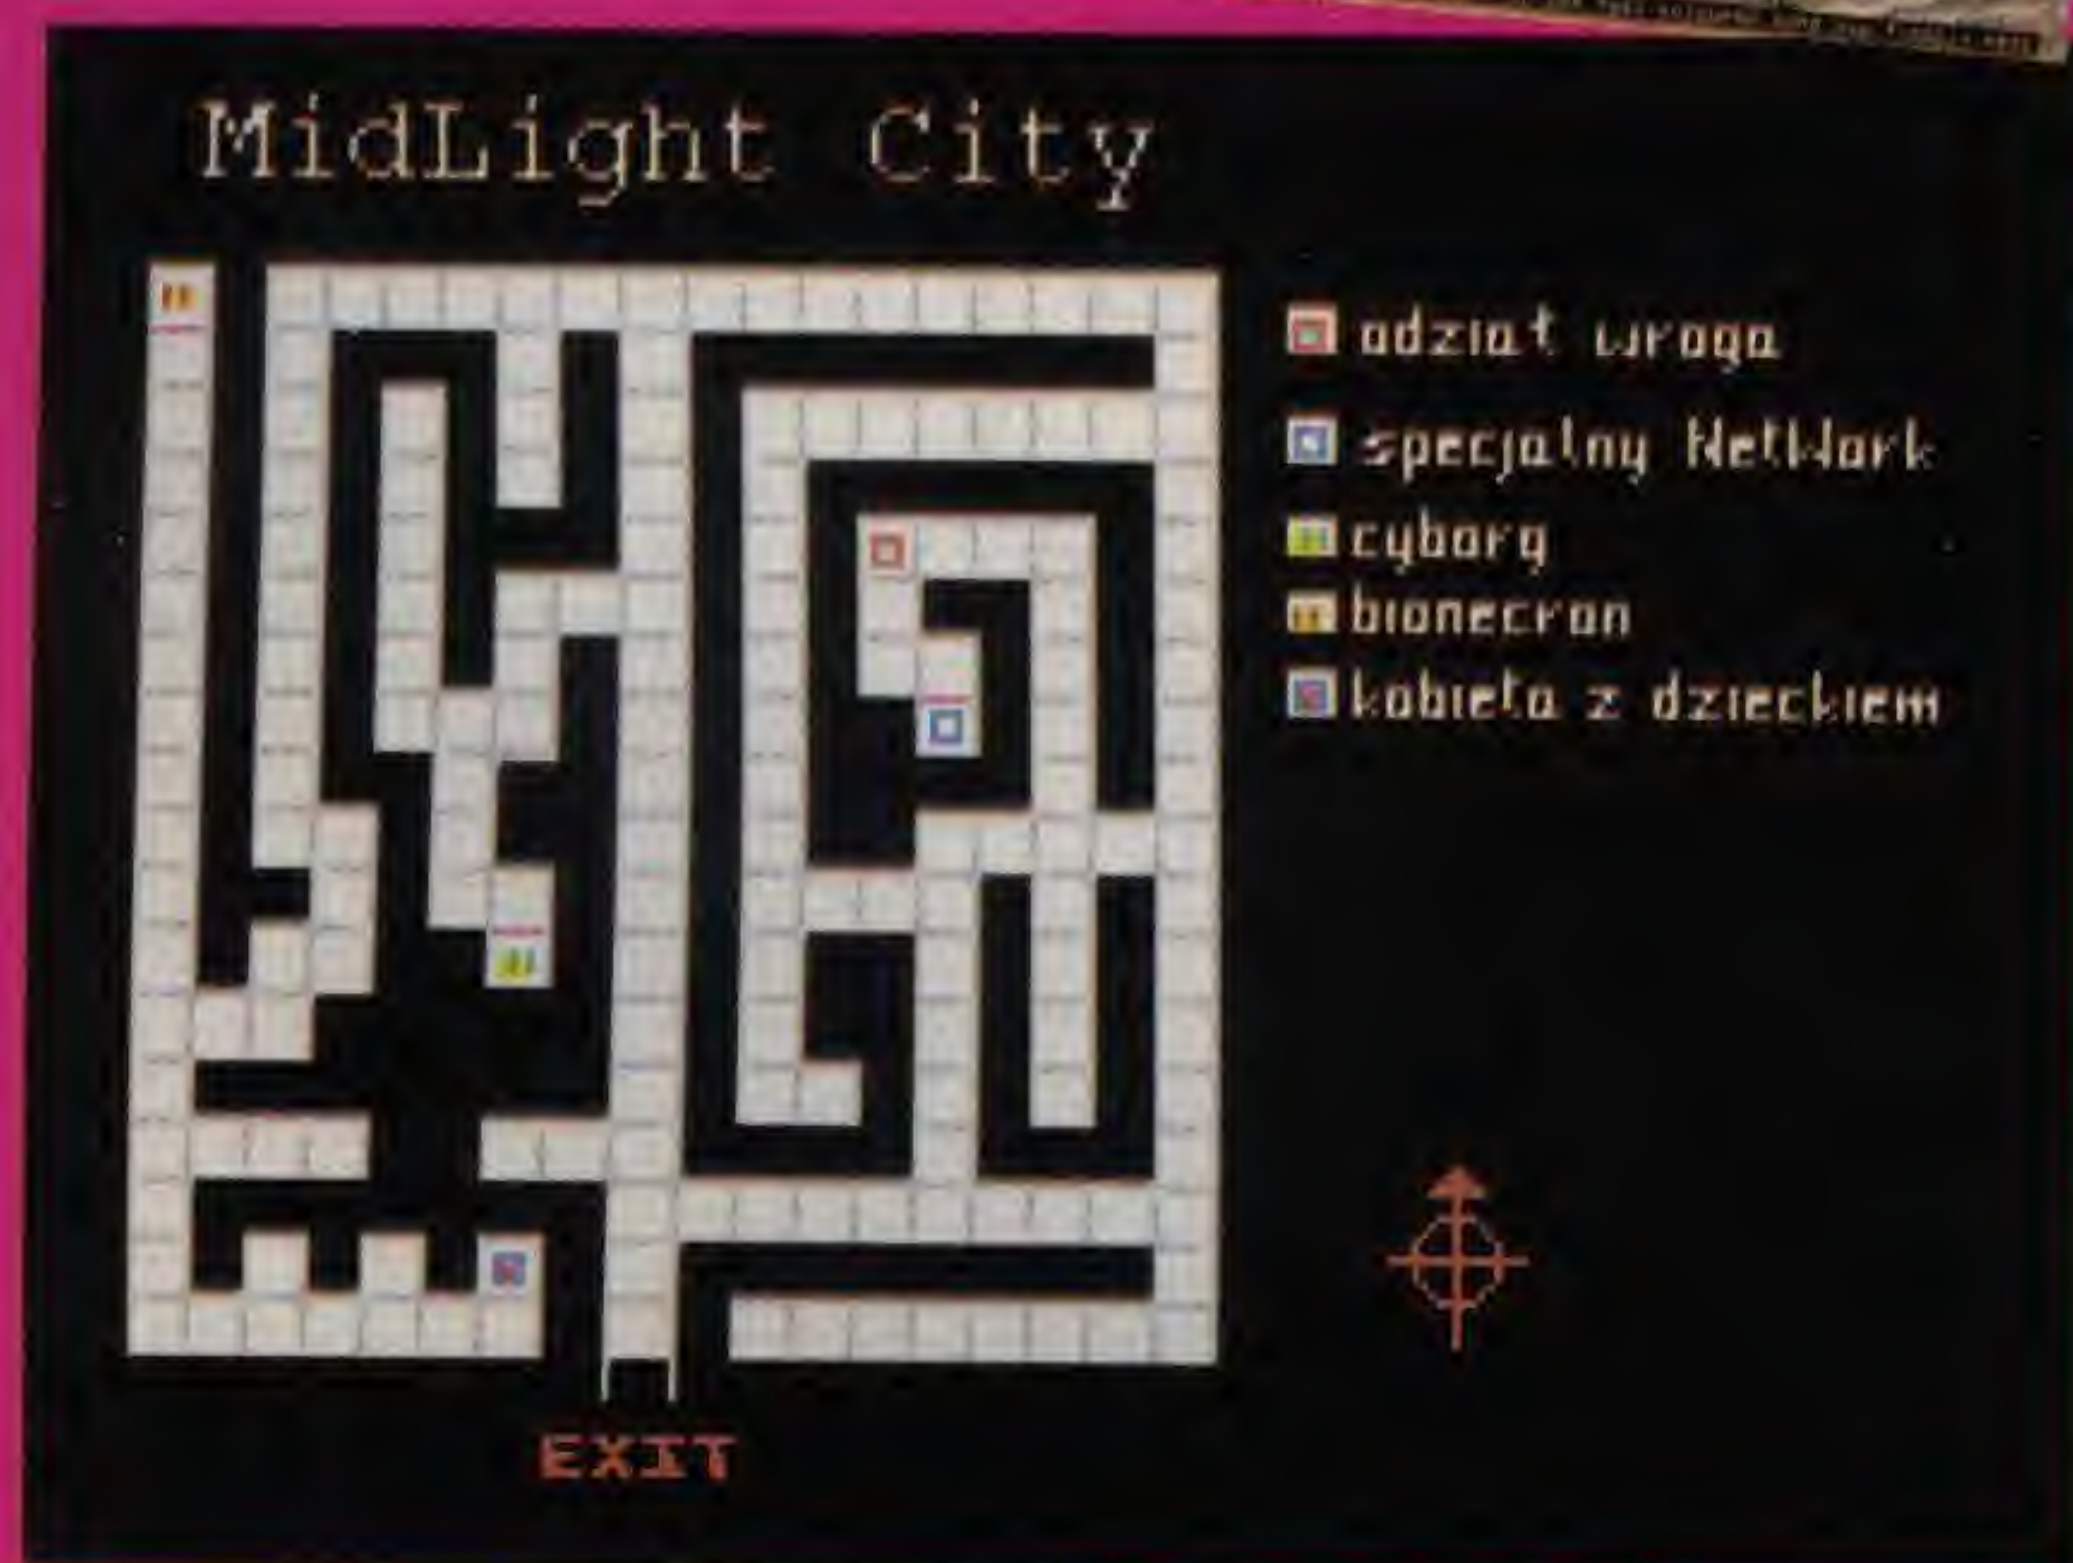 MidLight City
odział wroga
specjalny NetWork
cyborg
bionecron
kobieta z dzieckiem
EXIT